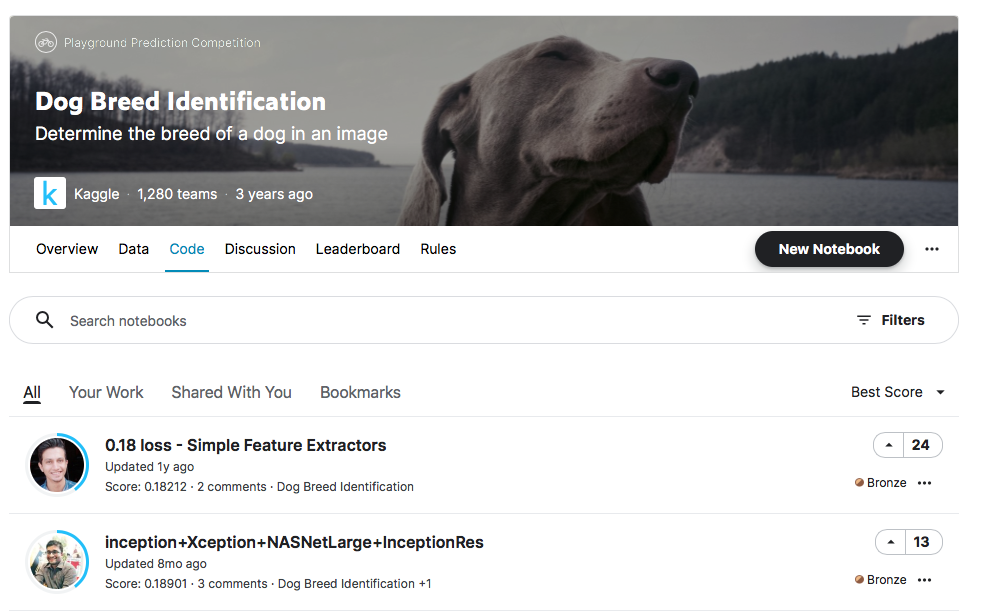 Playground Prediction Competition
Dog Breed Identification
Determine the breed of a dog in an image
k Kaggle · 1,280 teams · 3 years ago
Overview Data Code Discussion Leaderboard Rules New Notebook
Search notebooks Filters
All Your Work Shared With You Bookmarks Best Score
0.18 loss - Simple Feature Extractors 24
Updated 1y ago
Score: 0.18212 · 2 comments · Dog Breed Identification Bronze
inception+Xception+NASNetLarge+InceptionRes 13
Updated 8mo ago
Score: 0.18901 · 3 comments · Dog Breed Identification +1 Bronze